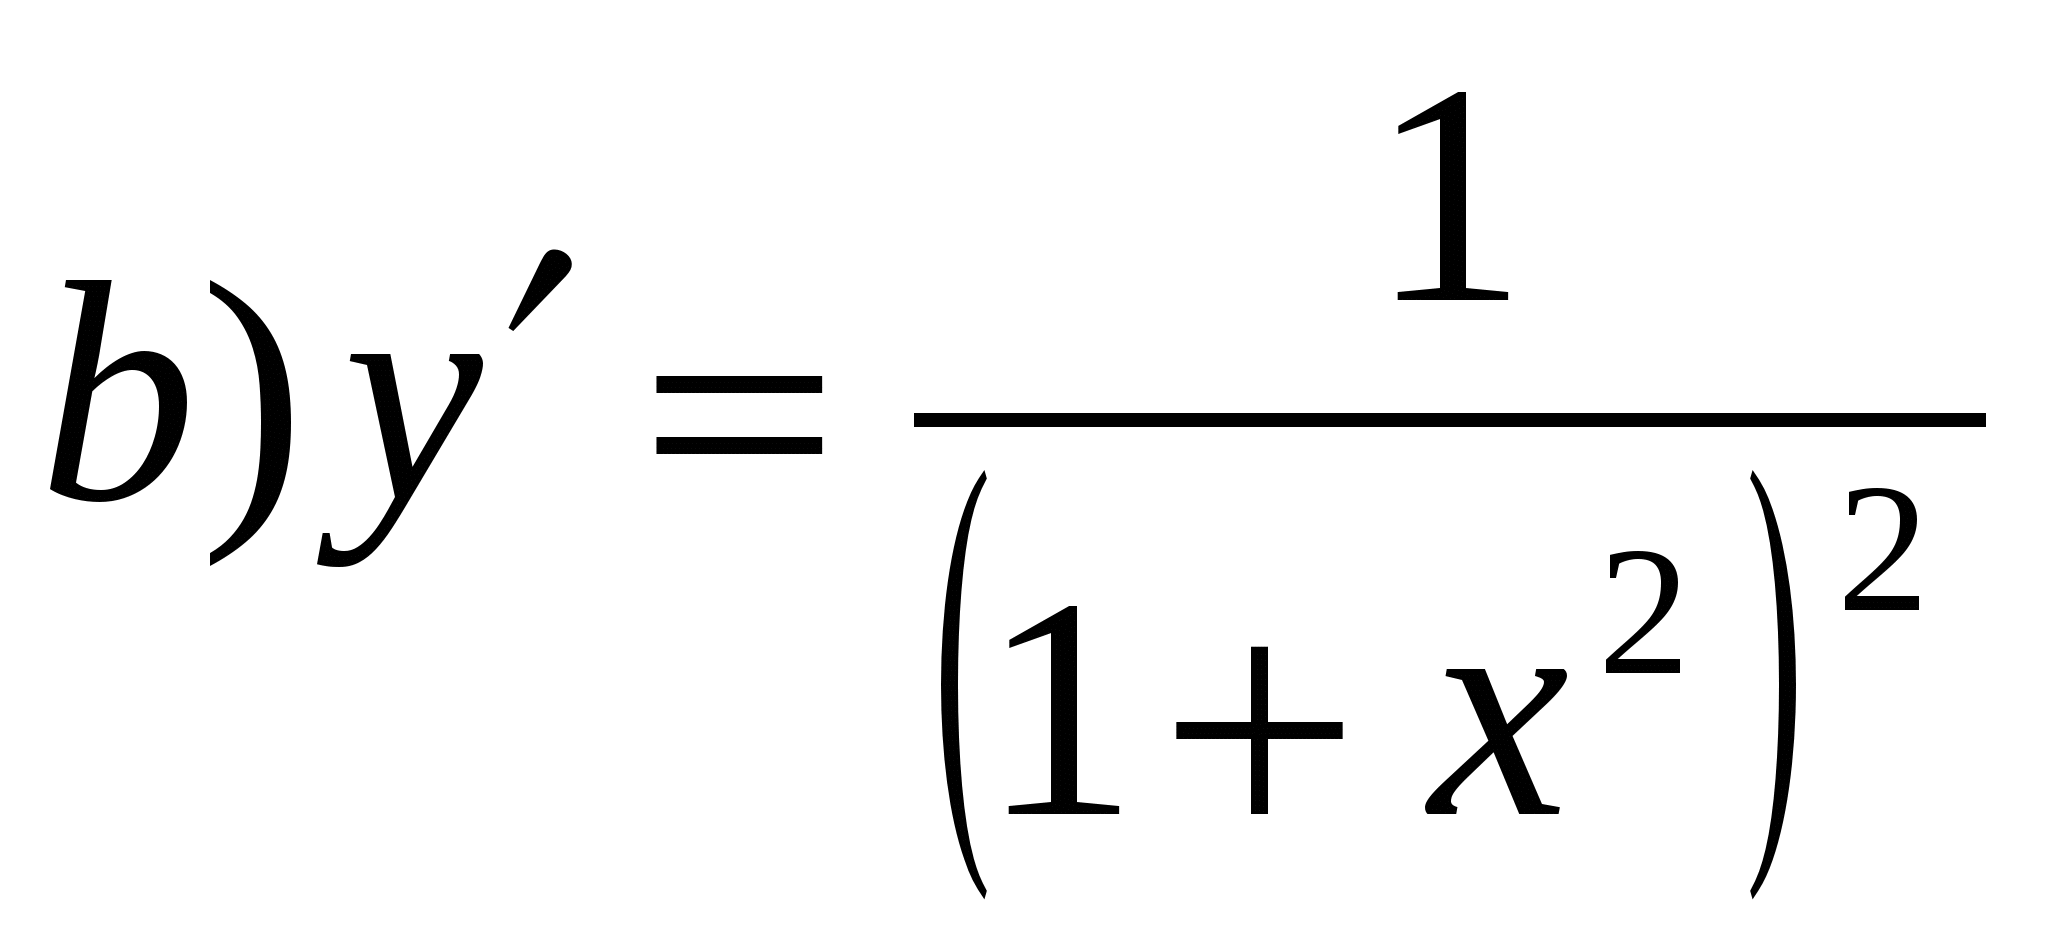 b) y′ = 1 / (1 + x²)²